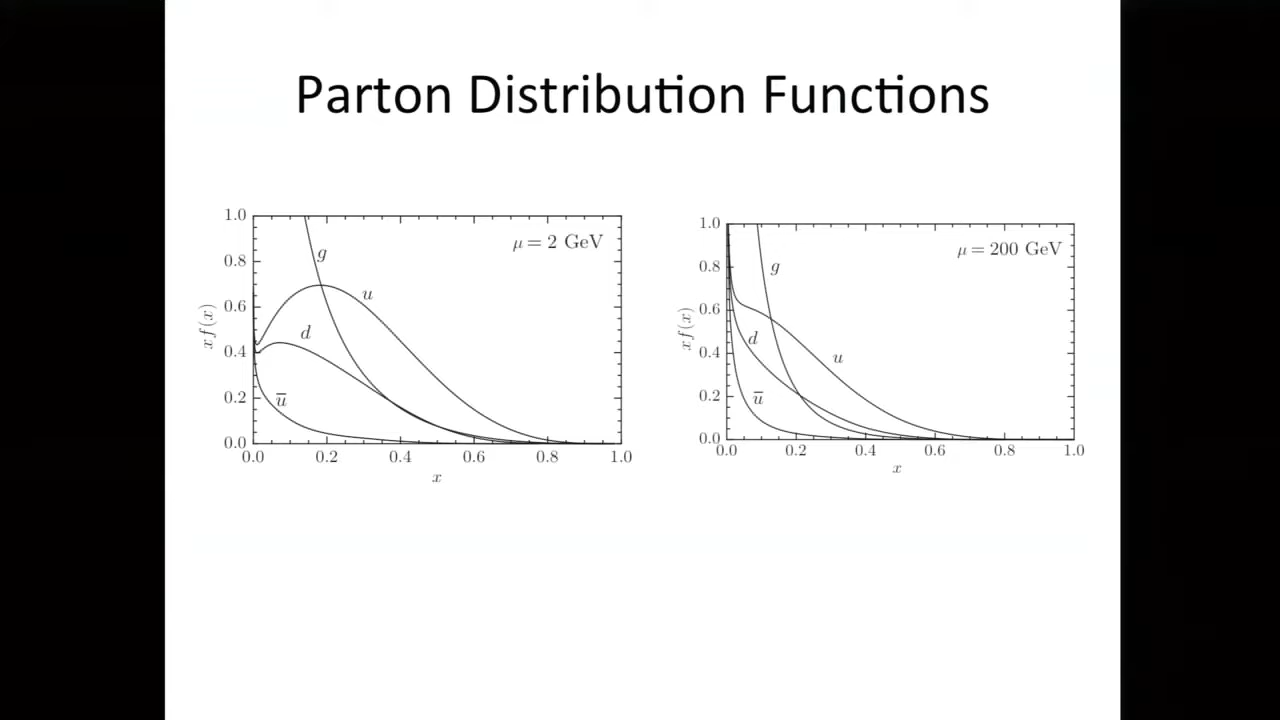 Parton Distribution Functions
1.0
0.8
0.6
0.4
0.2
0.0
x f(x)
g
u
d
u̅
μ = 2 GeV
0.0 0.2 0.4 0.6 0.8 1.0
x
1.0
0.8
0.6
0.4
0.2
0.0
x f(x)
g
d
u
u̅
μ = 200 GeV
0.0 0.2 0.4 0.6 0.8 1.0
x